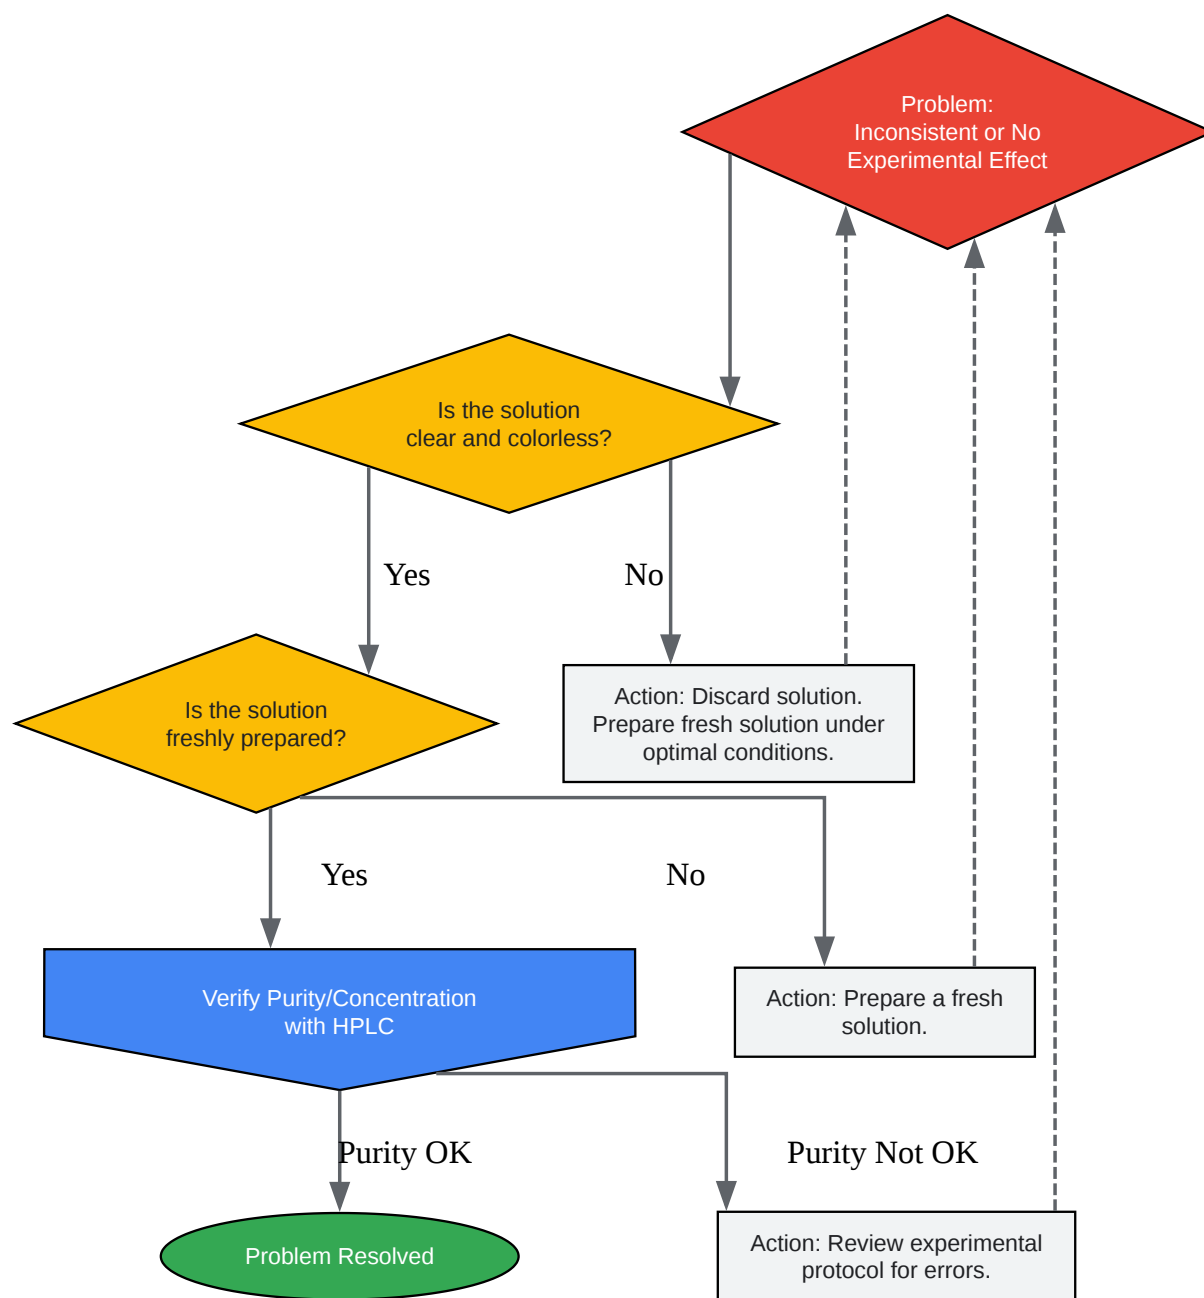 Problem:
Inconsistent or No
Experimental Effect
Is the solution
clear and colorless?
Yes
No
Is the solution
freshly prepared?
Action: Discard solution.
Prepare fresh solution under
optimal conditions.
Yes
No
Verify Purity/Concentration
with HPLC
Action: Prepare a fresh
solution.
Purity OK
Purity Not OK
Problem Resolved
Action: Review experimental
protocol for errors.